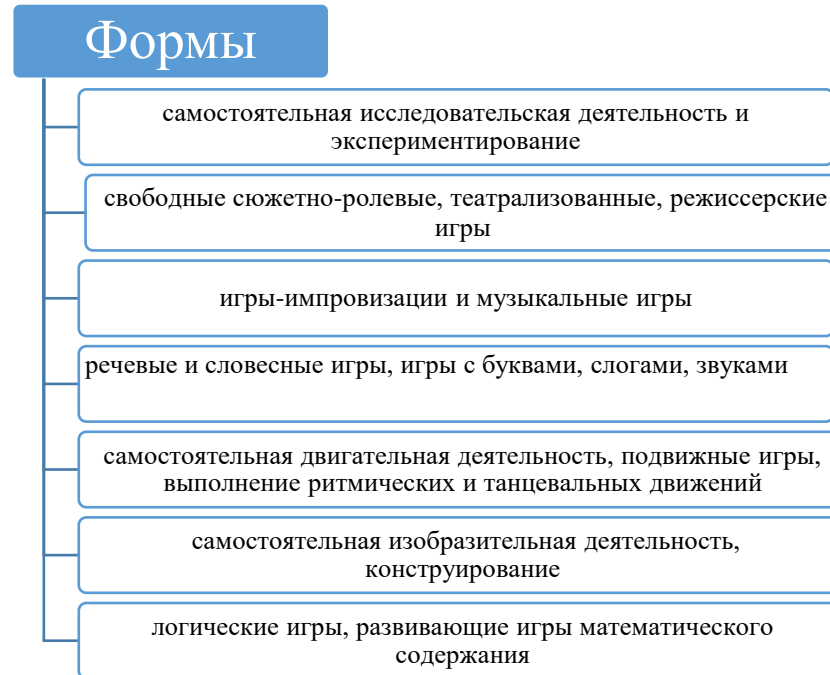 Формы
самостоятельная исследовательская деятельность и
экспериментирование
свободные сюжетно-ролевые, театрализованные, режиссерские
игры
игры-импровизации и музыкальные игры
речевые и словесные игры, игры с буквами, слогами, звуками
самостоятельная двигательная деятельность, подвижные игры,
выполнение ритмических и танцевальных движений
самостоятельная изобразительная деятельность,
конструирование
логические игры, развивающие игры математического
содержания